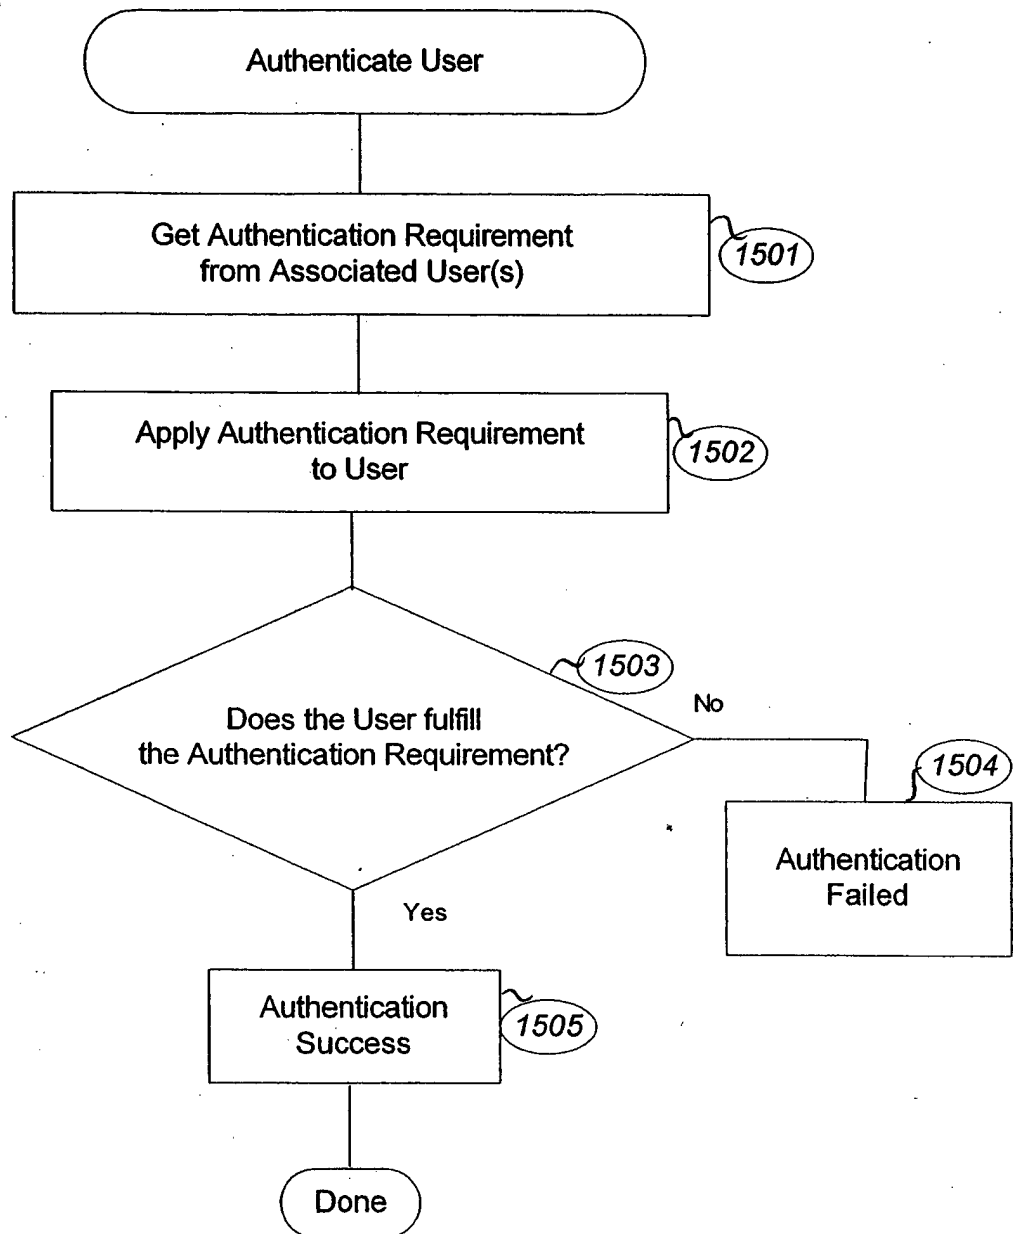 Authenticate User
Get Authentication Requirement
from Associated User(s)
1501
Apply Authentication Requirement
to User
1502
1503
Does the User fulfill
the Authentication Requirement?
No
1504
Authentication
Failed
Yes
Authentication
Success
1505
Done